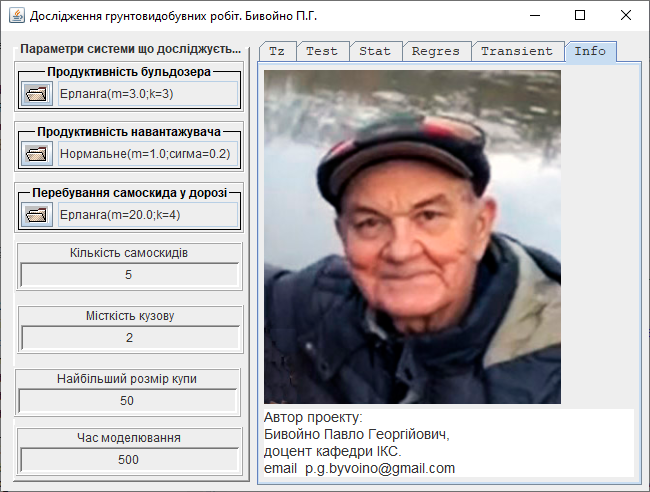 Дослідження грунтовидобувних робіт. Бивойно П.Г.
Параметри системи що досліджуєть...
Продуктивність бульдозера
Ерланга(m=3.0;k=3)
Продуктивність навантажувача
Нормальне(m=1.0;сигма=0.2)
Перебування самоскида у дорозі
Ерланга(m=20.0;k=4)
Кількість самоскидів
5
Місткість кузову
2
Найбільший розмір купи
50
Час моделювання
500
Tz Test Stat Regres Transient Info
Автор проекту:
Бивойно Павло Георгійович,
доцент кафедри ІКС.
email p.g.byvoino@gmail.com